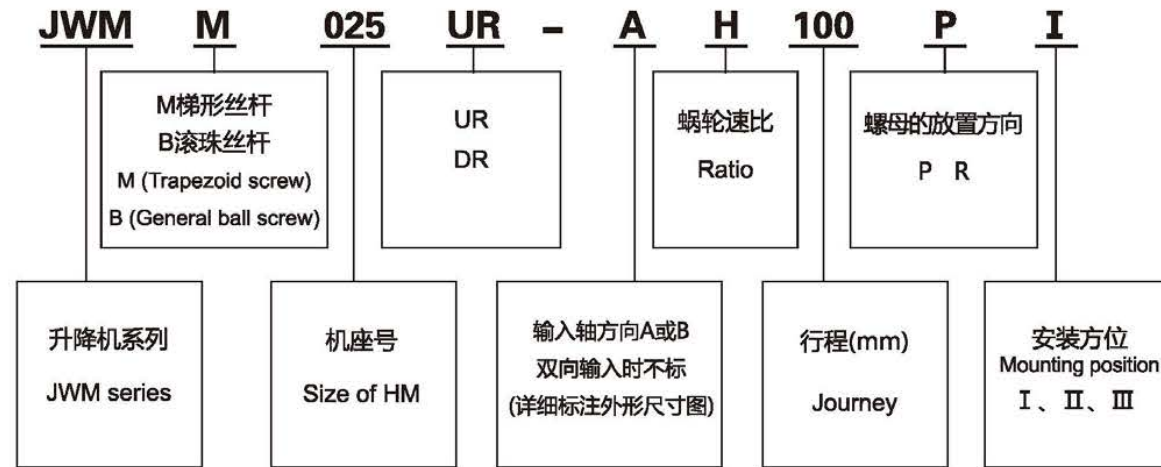 JWM M 025 UR - A H 100 P I
M梯形丝杆
B滚珠丝杆
M (Trapezoid screw)
B (General ball screw)
UR
DR
蜗轮速比
Ratio
螺母的放置方向
P R
升降机系列
JWM series
机座号
Size of HM
输入轴方向A或B
双向输入时不标
(详细标注外形尺寸图)
行程(mm)
Journey
安装方位
Mounting position
I、II、III